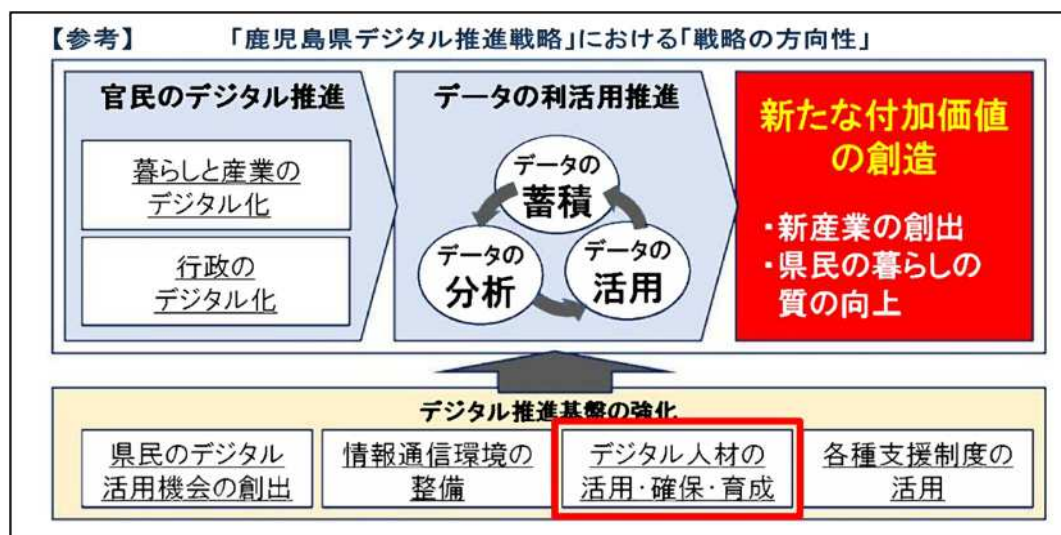 【参考】 「鹿児島県デジタル推進戦略」における「戦略の方向性」
官民のデジタル推進
暮らしと産業の
デジタル化
行政の
デジタル化
データの利活用推進
データの
蓄積
データの
分析
データの
活用
新たな付加価値
の創造
・新産業の創出
・県民の暮らしの
質の向上
デジタル推進基盤の強化
県民のデジタル
活用機会の創出
情報通信環境の
整備
デジタル人材の
活用・確保・育成
各種支援制度の
活用